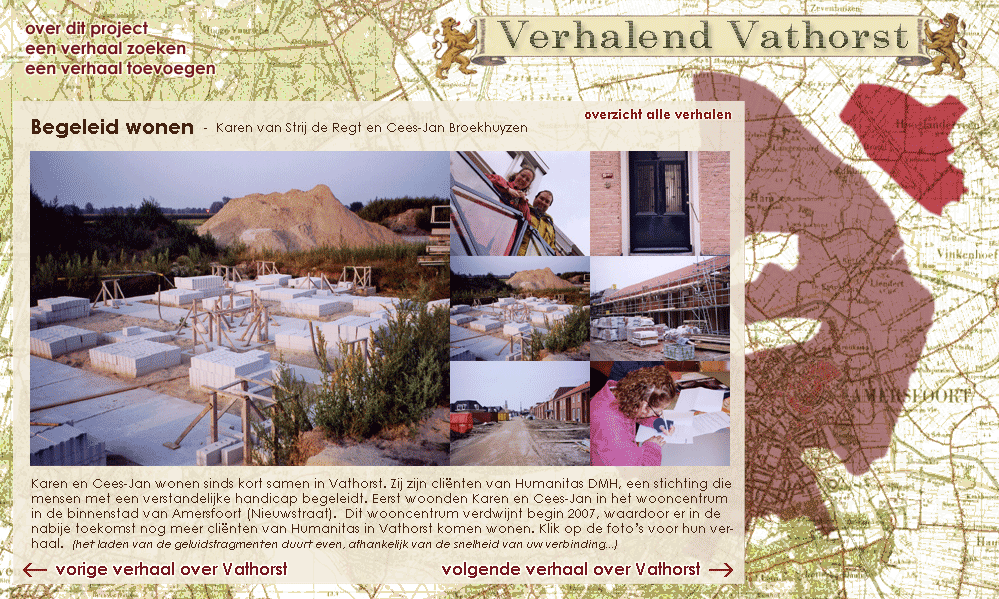 over dit project
een verhaal zoeken
een verhaal toevoegen
Verhalend Vathorst
overzicht alle verhalen
Begeleid wonen - Karen van Strij de Regt en Cees-Jan Broekhuyzen
Karen en Cees-Jan wonen sinds kort samen in Vathorst. Zij zijn cliënten van Humanitas DMH, een stichting die
mensen met een verstandelijke handicap begeleidt. Eerst woonden Karen en Cees-Jan in het wooncentrum
in de binnenstad van Amersfoort (Nieuwstraat). Dit wooncentrum verdwijnt begin 2007, waardoor er in de
nabije toekomst nog meer cliënten van Humanitas in Vathorst komen wonen. Klik op de foto's voor hun ver-
haal. (het laden van de geluidsfragmenten duurt even, afhankelijk van de snelheid van uw verbinding...)
← vorige verhaal over Vathorst
volgende verhaal over Vathorst →
Zevenhuizen
Vinkenhoef
Liendert
AMERSFOORT